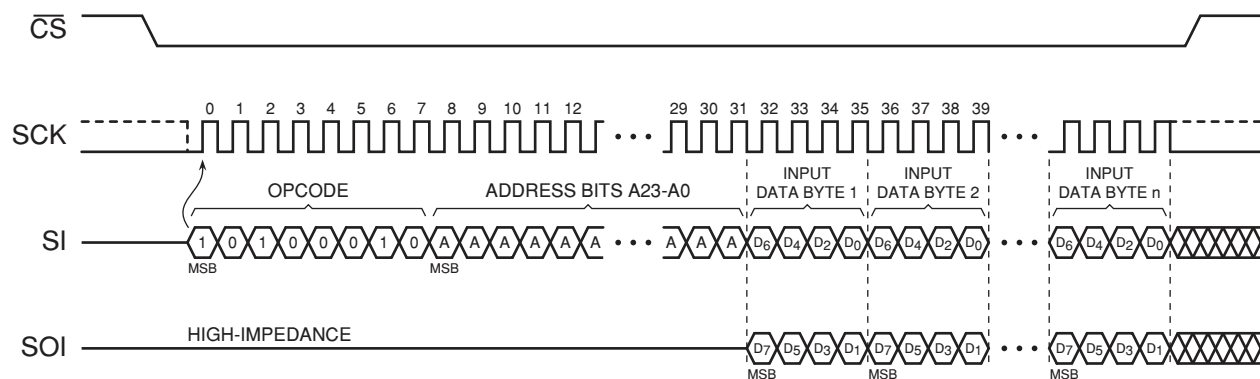 CS
0 1 2 3 4 5 6 7 8 9 10 11 12 29 30 31 32 33 34 35 36 37 38 39
SCK
OPCODE
ADDRESS BITS A23-A0
INPUT
DATA BYTE 1
INPUT
DATA BYTE 2
INPUT
DATA BYTE n
SI
1 0 1 0 0 0 1 0 A A A A A A A A A D6 D4 D2 D0 D6 D4 D2 D0 D6 D4 D2 D0
MSB MSB
HIGH-IMPEDANCE
SOI
D7 D5 D3 D1 D7 D5 D3 D1 D7 D5 D3 D1
MSB MSB MSB